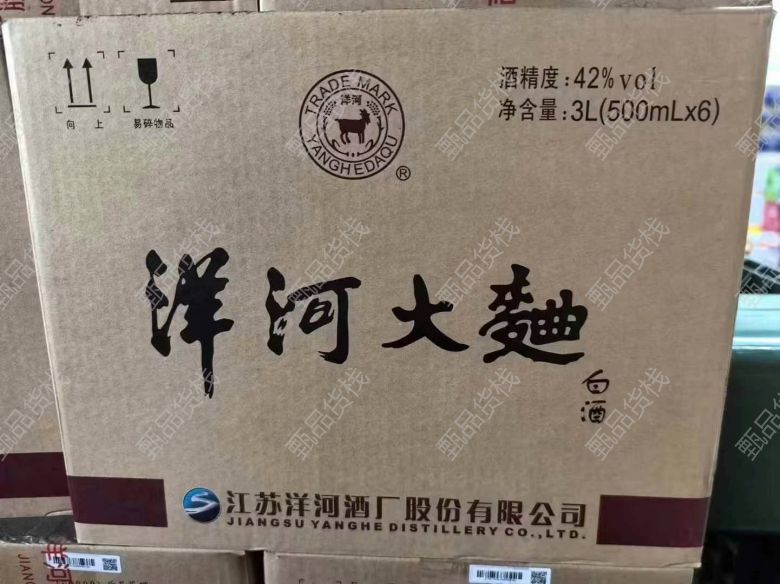 向 上
易碎物品
TRADE MARK
洋河
YANGHEDAQU
®
酒精度:42%vol
净含量:3L(500mLx6)
洋河大麯
白酒
江苏洋河酒厂股份有限公司
JIANGSU YANGHE DISTILLERY CO.,LTD.
甄品货栈